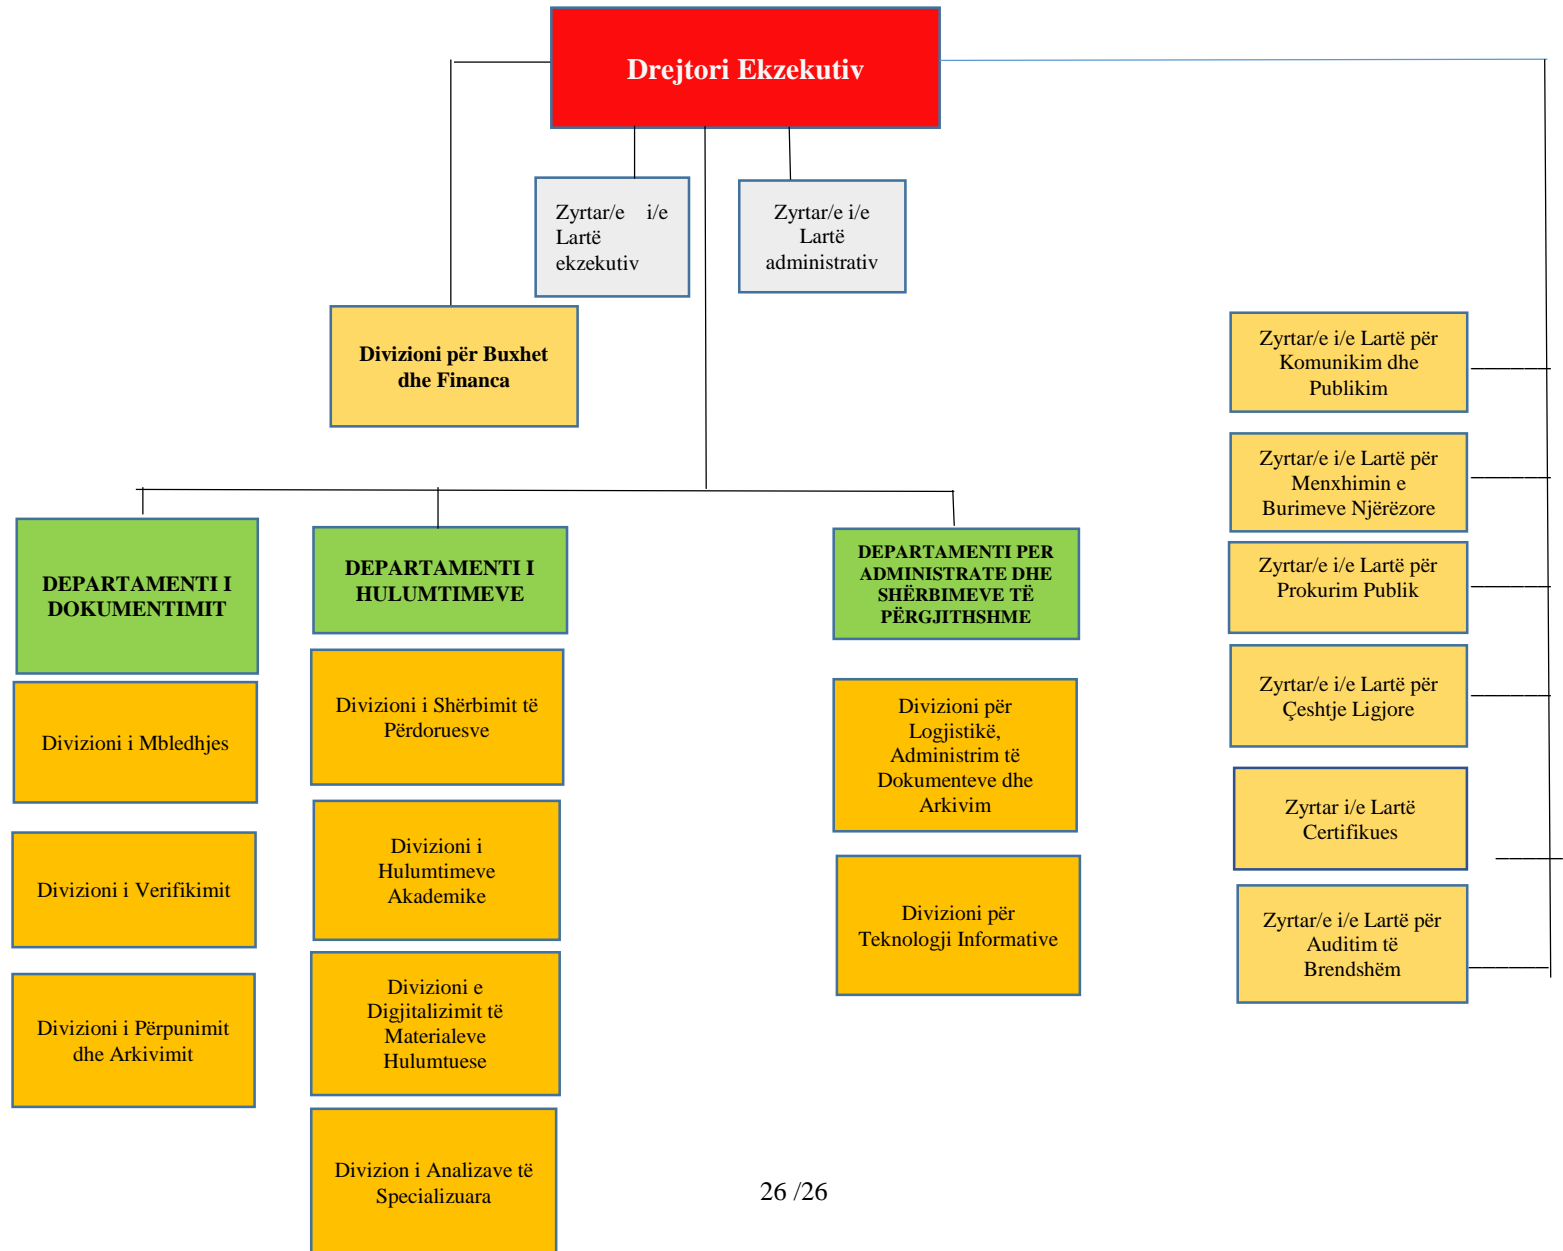 Drejtori Ekzekutiv
Zyrtar/e i/e
Lartë
ekzekutiv
Zyrtar/e i/e
Lartë
administrativ
Divizioni për Buxhet
dhe Financa
Zyrtar/e i/e Lartë për
Komunikim dhe
Publikim
Zyrtar/e i/e Lartë për
Menxhimin e
Burimeve Njërëzore
Zyrtar/e i/e Lartë për
Prokurim Publik
Zyrtar/e i/e Lartë për
Çeshtje Ligjore
Zyrtar i/e Lartë
Certifikues
Zyrtar/e i/e Lartë për
Auditim të
Brendshëm
DEPARTAMENTI I
DOKUMENTIMIT
Divizioni i Mbledhjes
Divizioni i Verifikimit
Divizioni i Përpunimit
dhe Arkivimit
DEPARTAMENTI I
HULUMTIMEVE
Divizioni i Shërbimit të
Përdoruesve
Divizioni i
Hulumtimeve
Akademike
Divizioni e
Digjitalizimit të
Materialeve
Hulumtuese
Divizion i Analizave të
Specializuara
DEPARTAMENTI PER
ADMINISTRATE DHE
SHËRBIMEVE TË
PËRGJITHSHME
Divizioni për
Logjistikë,
Administrim të
Dokumenteve dhe
Arkivim
Divizioni për
Teknologji Informative
26 /26